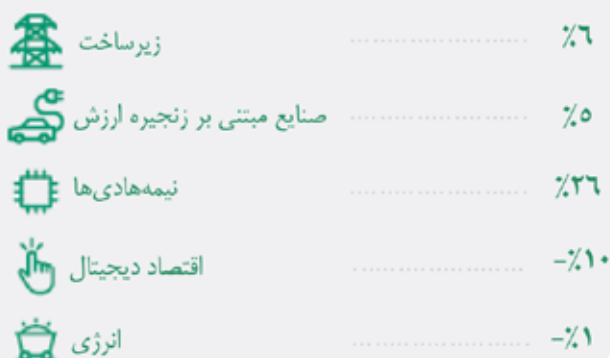 زیرساخت ........................ ٪۶
صنایع مبتنی بر زنجیره ارزش ........................ ٪۵
نیمه‌هادی‌ها ........................ ٪۲۶
اقتصاد دیجیتال ........................ ٪۱۰-
انرژی ........................ ٪۱-